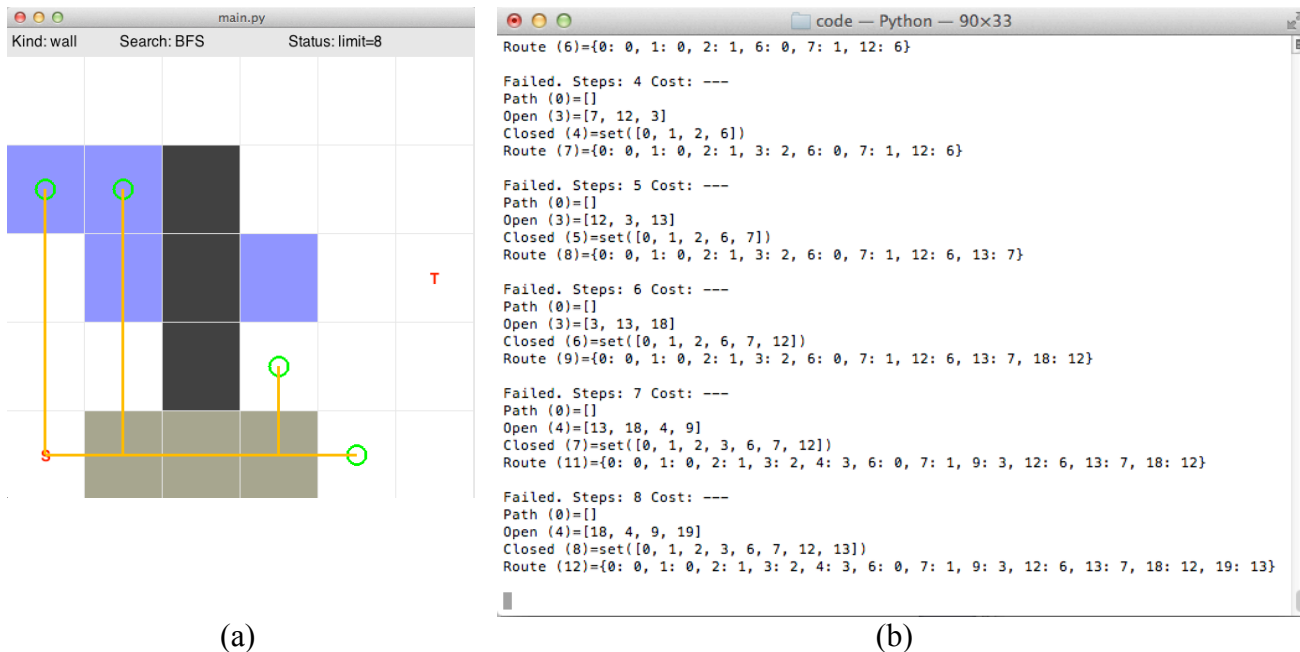 main.py
Kind: wall Search: BFS Status: limit=8
T
S
(a)
code — Python — 90×33
Route (6)={0: 0, 1: 0, 2: 1, 6: 0, 7: 1, 12: 6}
Failed. Steps: 4 Cost: ---
Path (0)=[]
Open (3)=[7, 12, 3]
Closed (4)=set([0, 1, 2, 6])
Route (7)={0: 0, 1: 0, 2: 1, 3: 2, 6: 0, 7: 1, 12: 6}
Failed. Steps: 5 Cost: ---
Path (0)=[]
Open (3)=[12, 3, 13]
Closed (5)=set([0, 1, 2, 6, 7])
Route (8)={0: 0, 1: 0, 2: 1, 3: 2, 6: 0, 7: 1, 12: 6, 13: 7}
Failed. Steps: 6 Cost: ---
Path (0)=[]
Open (3)=[3, 13, 18]
Closed (6)=set([0, 1, 2, 6, 7, 12])
Route (9)={0: 0, 1: 0, 2: 1, 3: 2, 6: 0, 7: 1, 12: 6, 13: 7, 18: 12}
Failed. Steps: 7 Cost: ---
Path (0)=[]
Open (4)=[13, 18, 4, 9]
Closed (7)=set([0, 1, 2, 3, 6, 7, 12])
Route (11)={0: 0, 1: 0, 2: 1, 3: 2, 4: 3, 6: 0, 7: 1, 9: 3, 12: 6, 13: 7, 18: 12}
Failed. Steps: 8 Cost: ---
Path (0)=[]
Open (4)=[18, 4, 9, 19]
Closed (8)=set([0, 1, 2, 3, 6, 7, 12, 13])
Route (12)={0: 0, 1: 0, 2: 1, 3: 2, 4: 3, 6: 0, 7: 1, 9: 3, 12: 6, 13: 7, 18: 12, 19: 13}
(b)